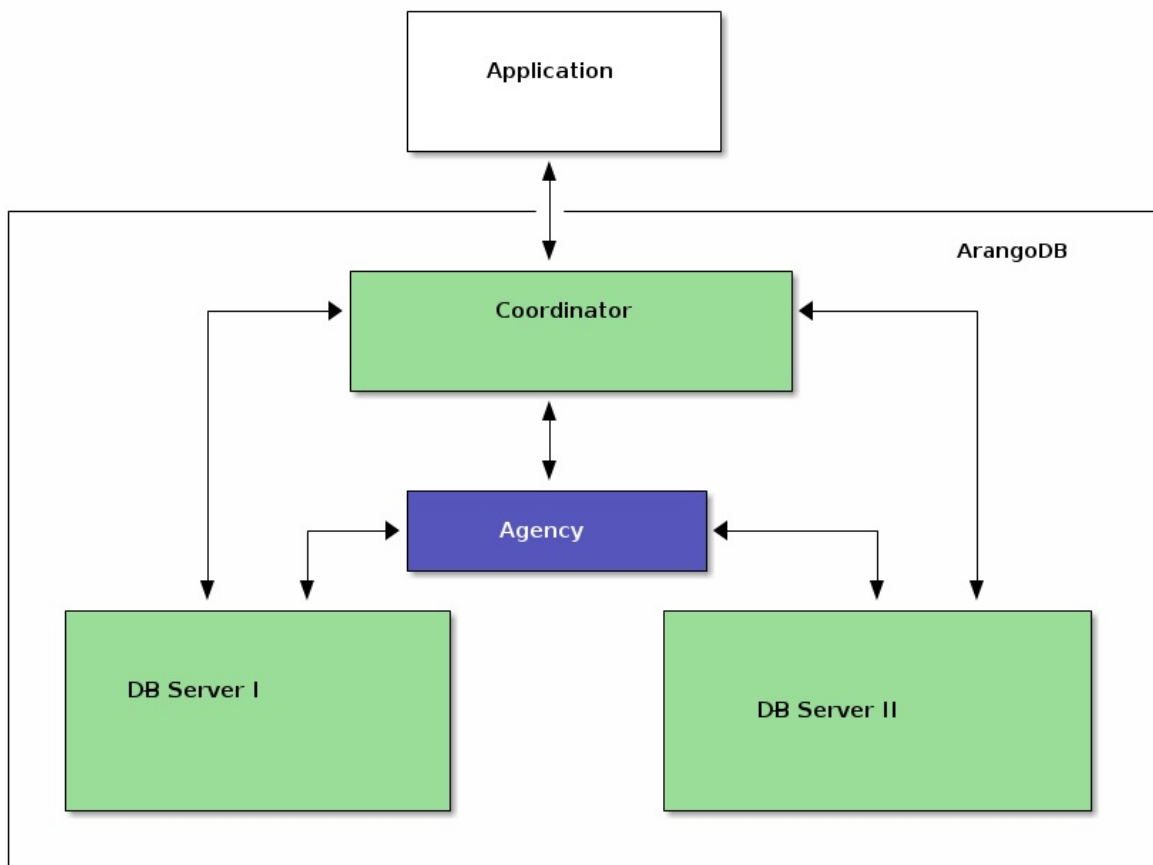 Application
ArangoDB
Coordinator
Agency
DB Server I
DB Server II